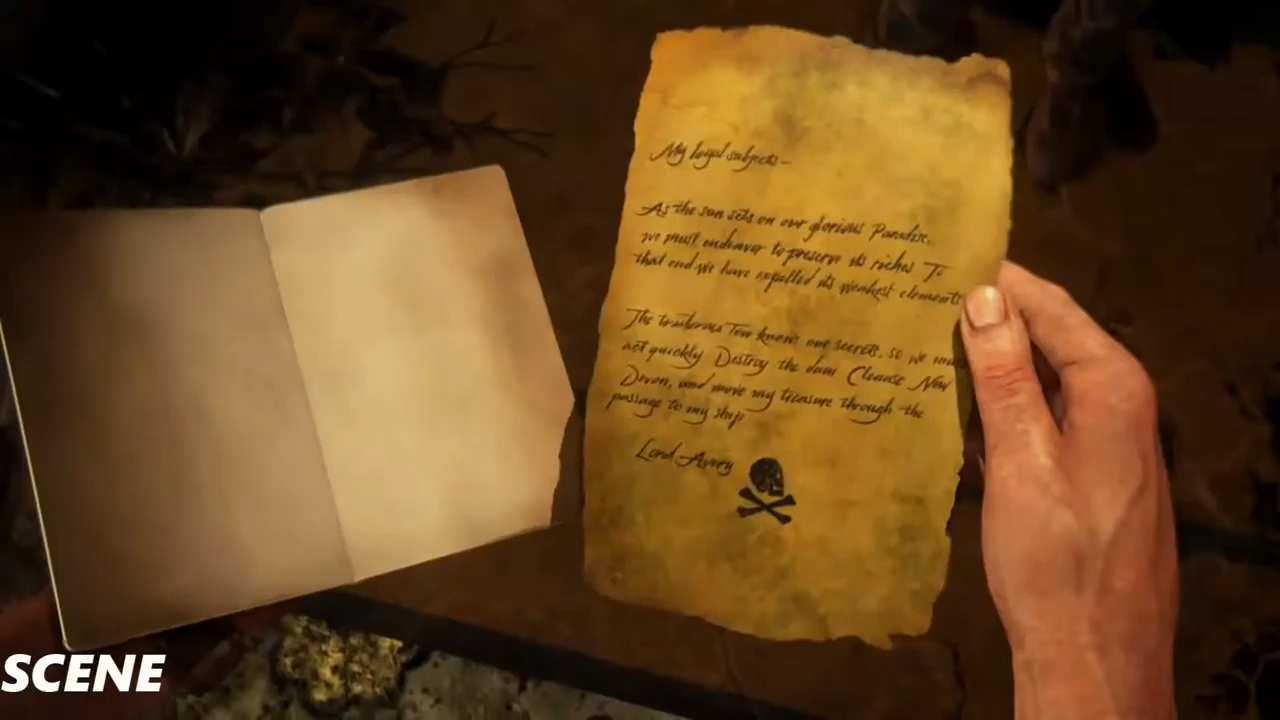 My loyal subjects—
As the sun sets on our glorious Paradise,
we must endeavor to preserve its riches To
that end we have expelled its weakest elements
The traitorous Tew knows our secrets, so we must
act quickly Destroy the dam Cleanse New
Devon, and move my treasure through the
passage to my ship
Lord Avery
SCENE